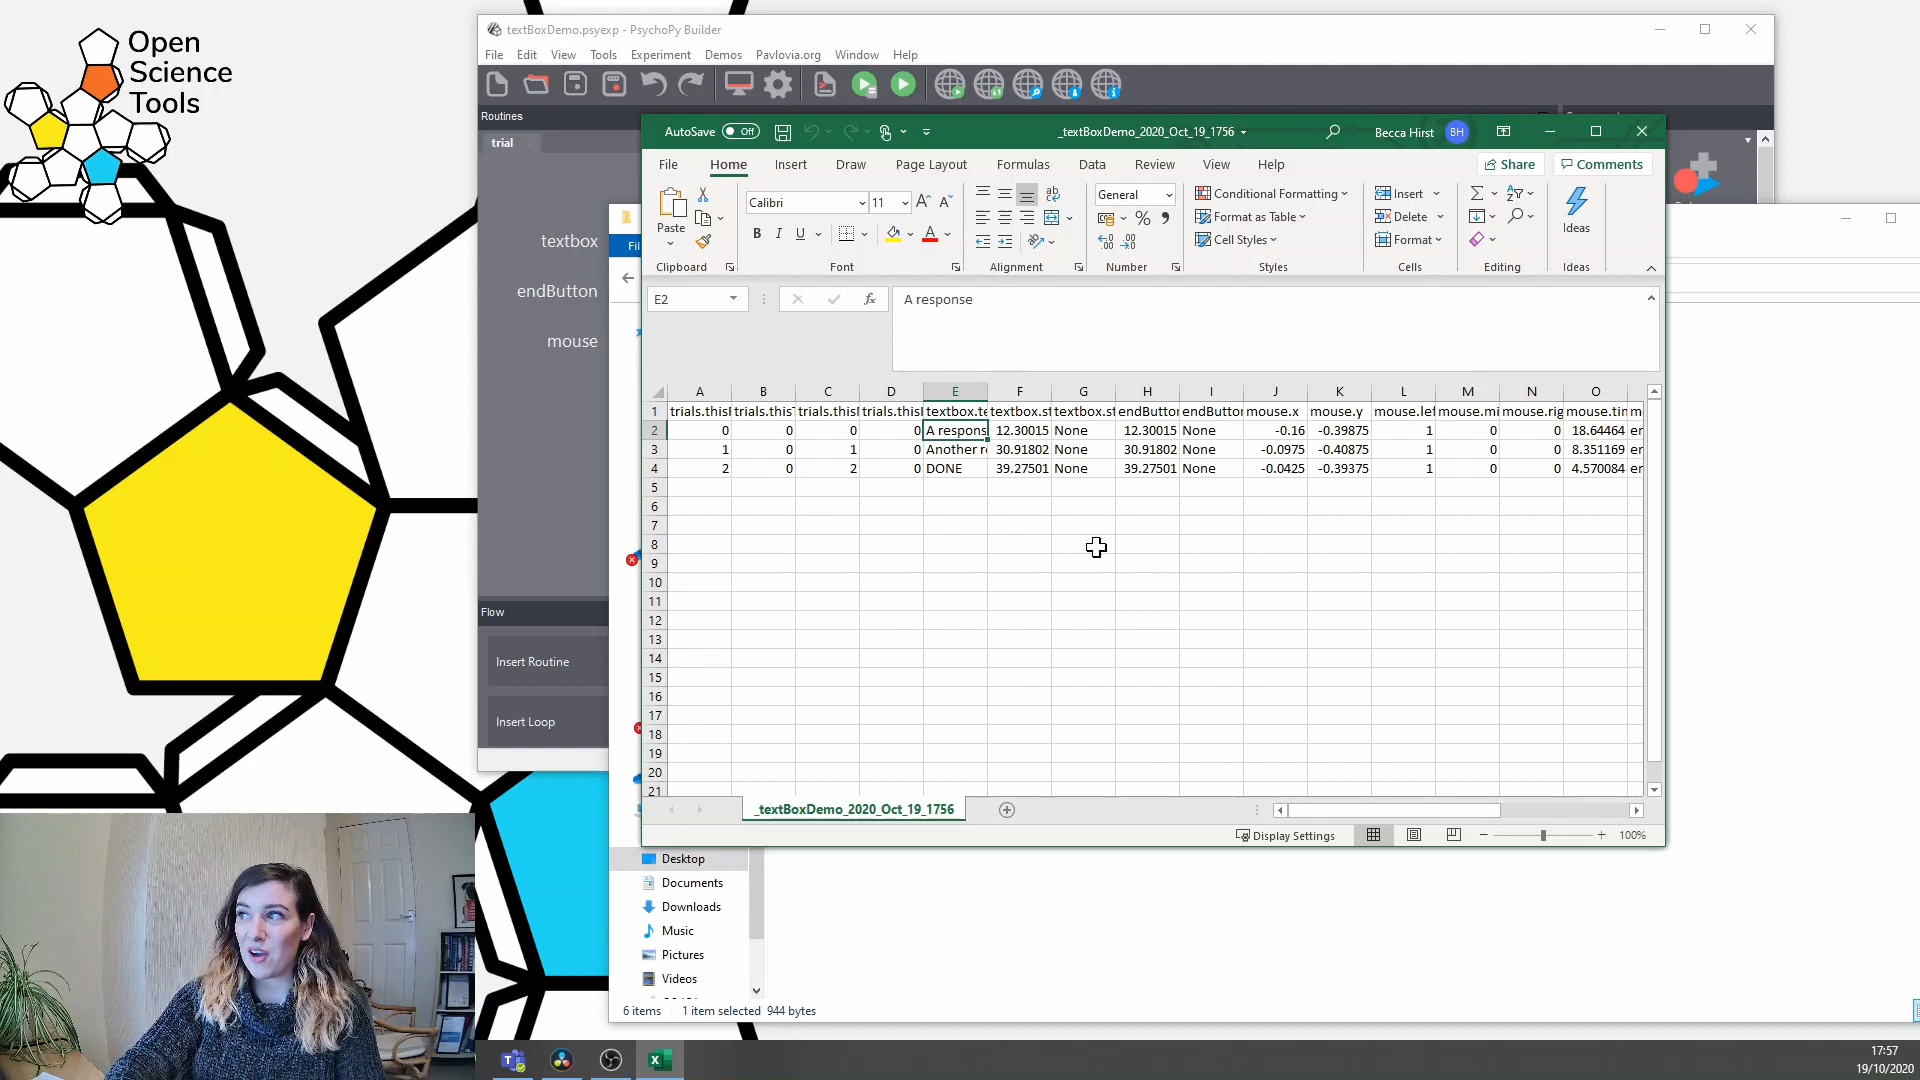 Open
Science
Tools
textBoxDemo.psyexp - PsychoPy Builder
File Edit View Tools Experiment Demos Pavlovia.org Window Help
Routines
trial
textbox
endButton
mouse
Flow
Insert Routine
Insert Loop
AutoSave Off
_textBoxDemo_2020_Oct_19_1756
Becca Hirst BH
File Home Insert Draw Page Layout Formulas Data Review View Help
Share Comments
Paste
Calibri 11
B I U
General
Conditional Formatting
Format as Table
Cell Styles
Insert
Delete
Format
Ideas
Clipboard Font Alignment Number Styles Cells Editing Ideas
E2 fx A response
A B C D E F G H I J K L M N O
1 trials.thisI trials.thisT trials.thisI trials.thisI textbox.te textbox.st textbox.st endButton endButton mouse.x mouse.y mouse.lef mouse.mi mouse.rig mouse.tim
2 0 0 0 0 A respons 12.30015 None 12.30015 None -0.16 -0.39875 1 0 0 18.64464 er
3 1 0 1 0 Another re 30.91802 None 30.91802 None -0.0975 -0.40875 1 0 0 8.351169 er
4 2 0 2 0 DONE 39.27501 None 39.27501 None -0.0425 -0.39375 1 0 0 4.570084 er
5
6
7
8
9
10
11
12
13
14
15
16
17
18
19
20
21
_textBoxDemo_2020_Oct_19_1756
Display Settings 100%
Fil
Desktop
Documents
Downloads
Music
Pictures
Videos
6 items 1 item selected 944 bytes
17:57
19/10/2020